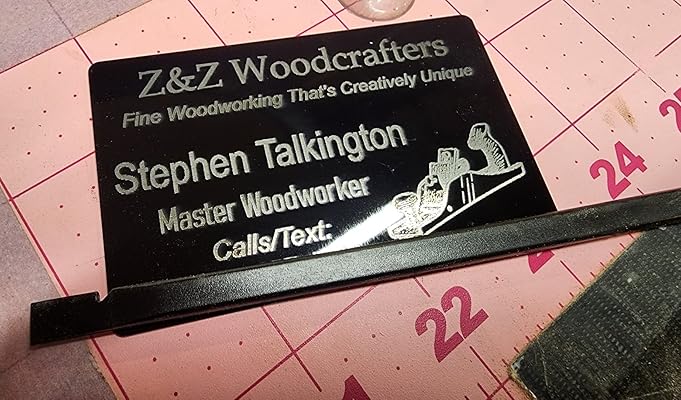 Z&Z Woodcrafters
Fine Woodworking That's Creatively Unique
Stephen Talkington
Master Woodworker
Calls/Text:
24
22